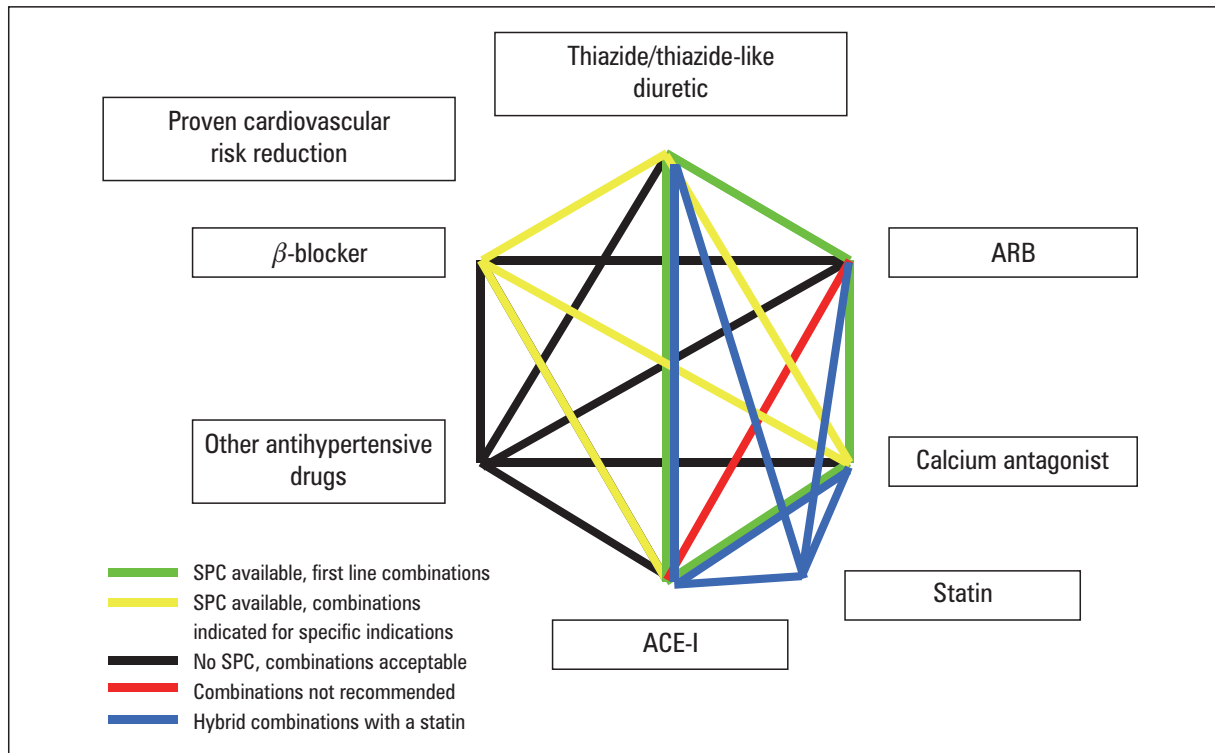 Thiazide/thiazide-like
diuretic
Proven cardiovascular
risk reduction
β-blocker
ARB
Other antihypertensive
drugs
Calcium antagonist
Statin
ACE-I
SPC available, first line combinations
SPC available, combinations
indicated for specific indications
No SPC, combinations acceptable
Combinations not recommended
Hybrid combinations with a statin